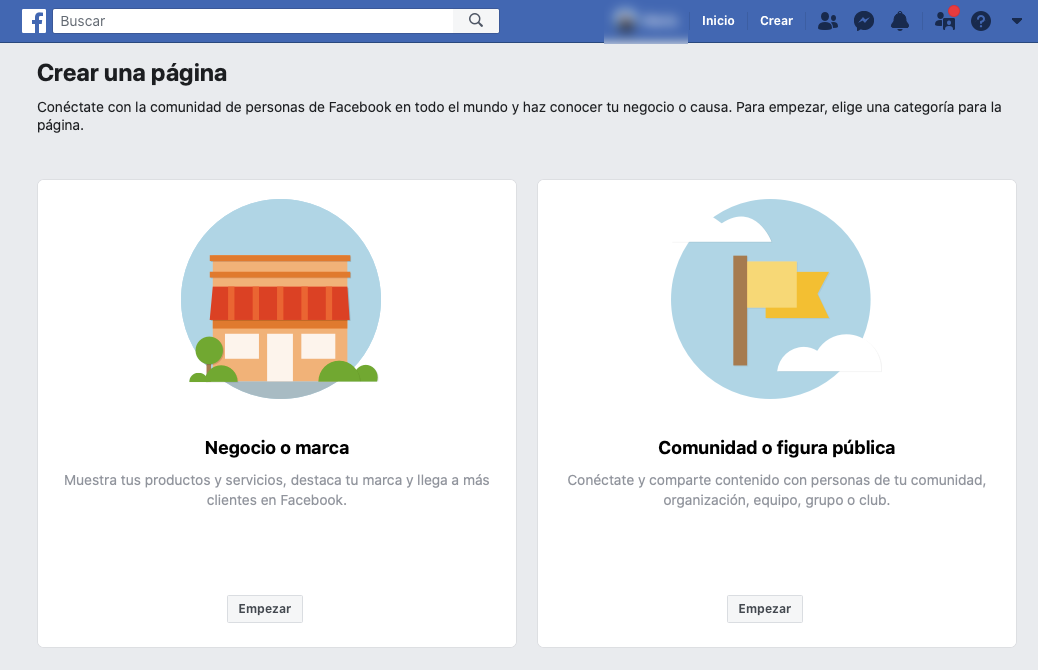 Buscar
Inicio
Crear
Crear una página
Conéctate con la comunidad de personas de Facebook en todo el mundo y haz conocer tu negocio o causa. Para empezar, elige una categoría para la
página.
Negocio o marca
Muestra tus productos y servicios, destaca tu marca y llega a más
clientes en Facebook.
Empezar
Comunidad o figura pública
Conéctate y comparte contenido con personas de tu comunidad,
organización, equipo, grupo o club.
Empezar